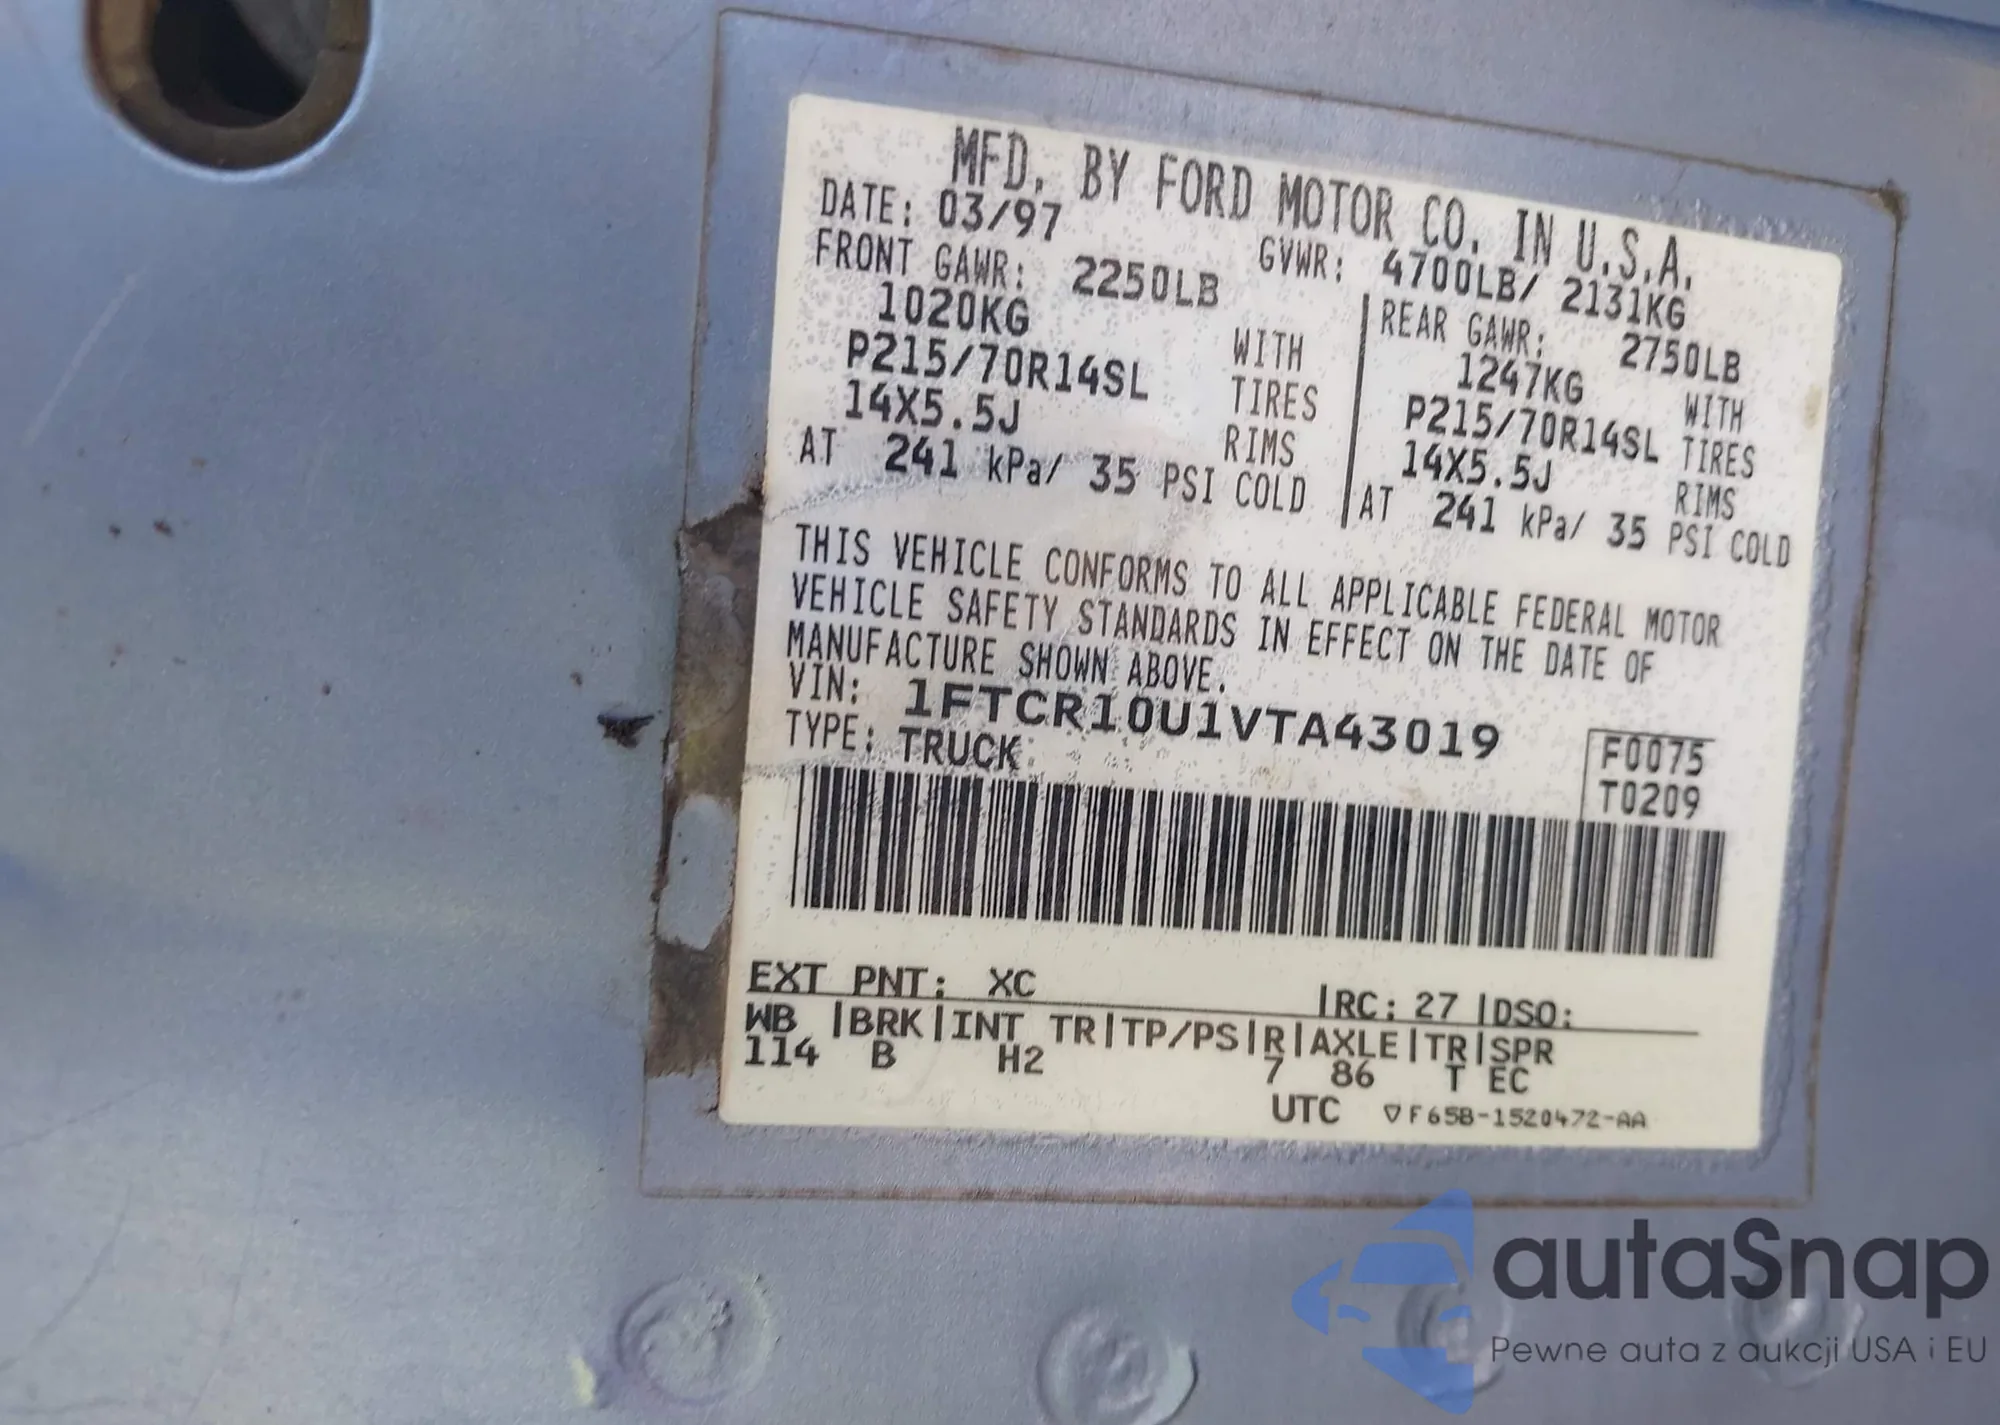 MFD. BY FORD MOTOR CO. IN U.S.A.
DATE: 03/97 GVWR: 4700LB/ 2131KG
FRONT GAWR: 2250LB REAR GAWR: 2750LB
1020KG WITH 1247KG WITH
P215/70R14SL TIRES P215/70R14SL TIRES
14X5.5J RIMS 14X5.5J RIMS
AT 241 kPa/ 35 PSI COLD AT 241 kPa/ 35 PSI COLD
THIS VEHICLE CONFORMS TO ALL APPLICABLE FEDERAL MOTOR
VEHICLE SAFETY STANDARDS IN EFFECT ON THE DATE OF
MANUFACTURE SHOWN ABOVE.
VIN: 1FTCR10U1VTA43019
TYPE: TRUCK
F0075
T0209
EXT PNT: XC |RC: 27 |DSO:
WB |BRK|INT TR|TP/PS|R|AXLE|TR|SPR
114 B H2 7 86 T EC
UTC ▽F65B-1520472-AA
autaSnap
Pewne auta z aukcji USA i EU